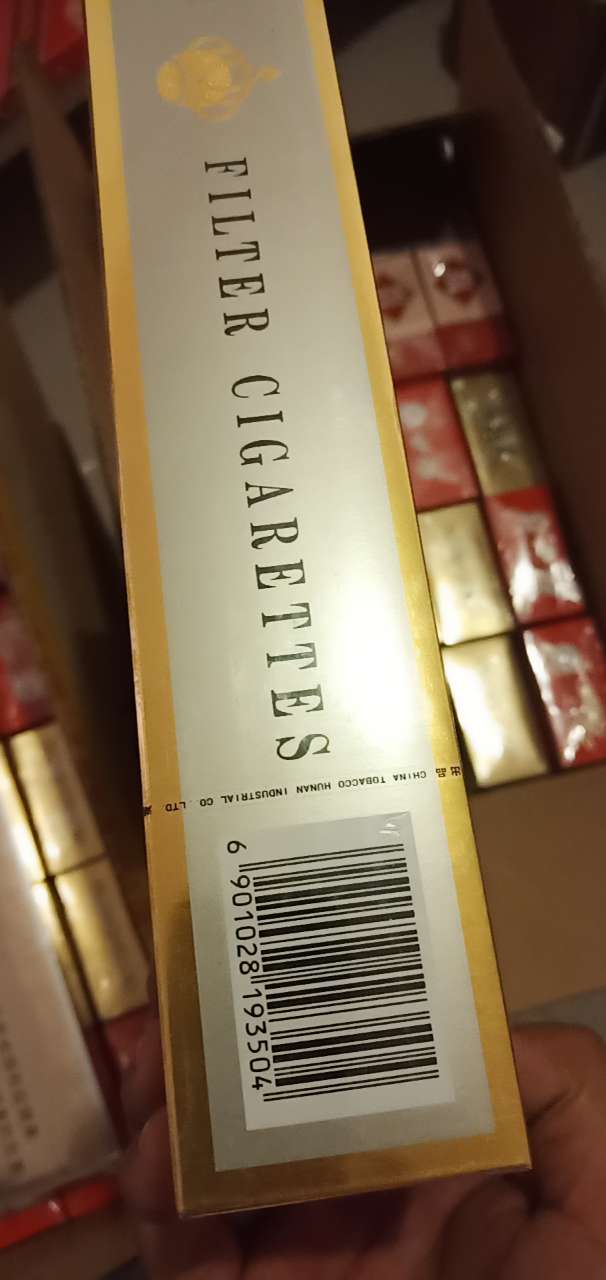 FILTER CIGARETTES
出品 CHINA TOBACCO HUNAN INDUSTRIAL CO.,LTD.
6 901028 193504